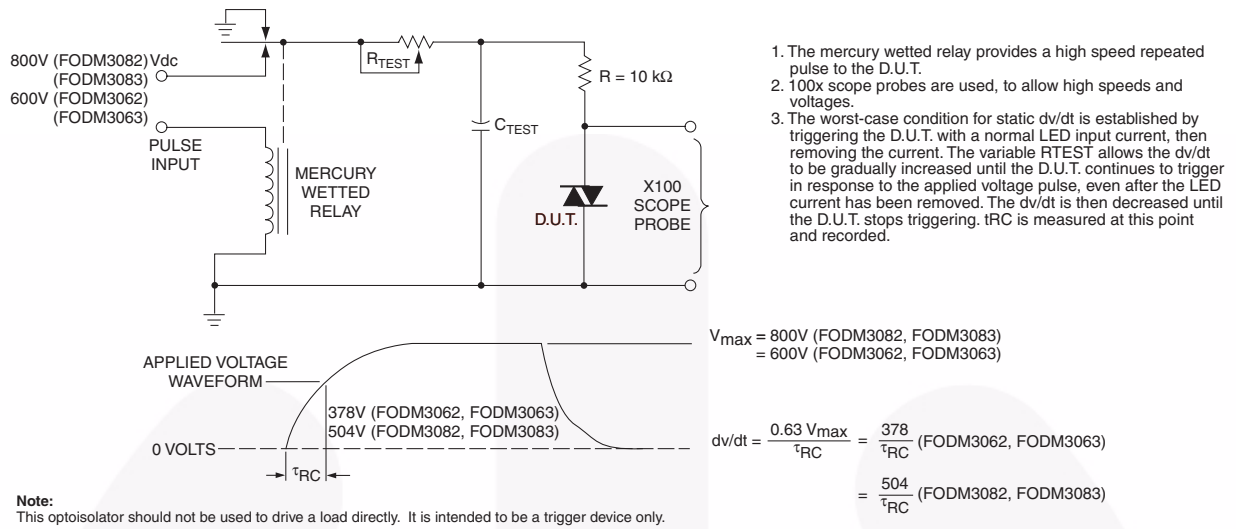 800V (FODM3082) Vdc
(FODM3083)
600V (FODM3062)
(FODM3063)
PULSE
INPUT
MERCURY
WETTED
RELAY
RTEST
CTEST
R = 10 kΩ
D.U.T.
X100
SCOPE
PROBE
1. The mercury wetted relay provides a high speed repeated
pulse to the D.U.T.
2. 100x scope probes are used, to allow high speeds and
voltages.
3. The worst-case condition for static dv/dt is established by
triggering the D.U.T. with a normal LED input current, then
removing the current. The variable RTEST allows the dv/dt
to be gradually increased until the D.U.T. continues to trigger
in response to the applied voltage pulse, even after the LED
current has been removed. The dv/dt is then decreased until
the D.U.T. stops triggering. tRC is measured at this point
and recorded.
APPLIED VOLTAGE
WAVEFORM
378V (FODM3062, FODM3063)
504V (FODM3082, FODM3083)
0 VOLTS
τRC
Vmax = 800V (FODM3082, FODM3083)
= 600V (FODM3062, FODM3063)
dv/dt = 0.63 Vmax / τRC = 378 / τRC (FODM3062, FODM3063)
= 504 / τRC (FODM3082, FODM3083)
Note:
This optoisolator should not be used to drive a load directly. It is intended to be a trigger device only.